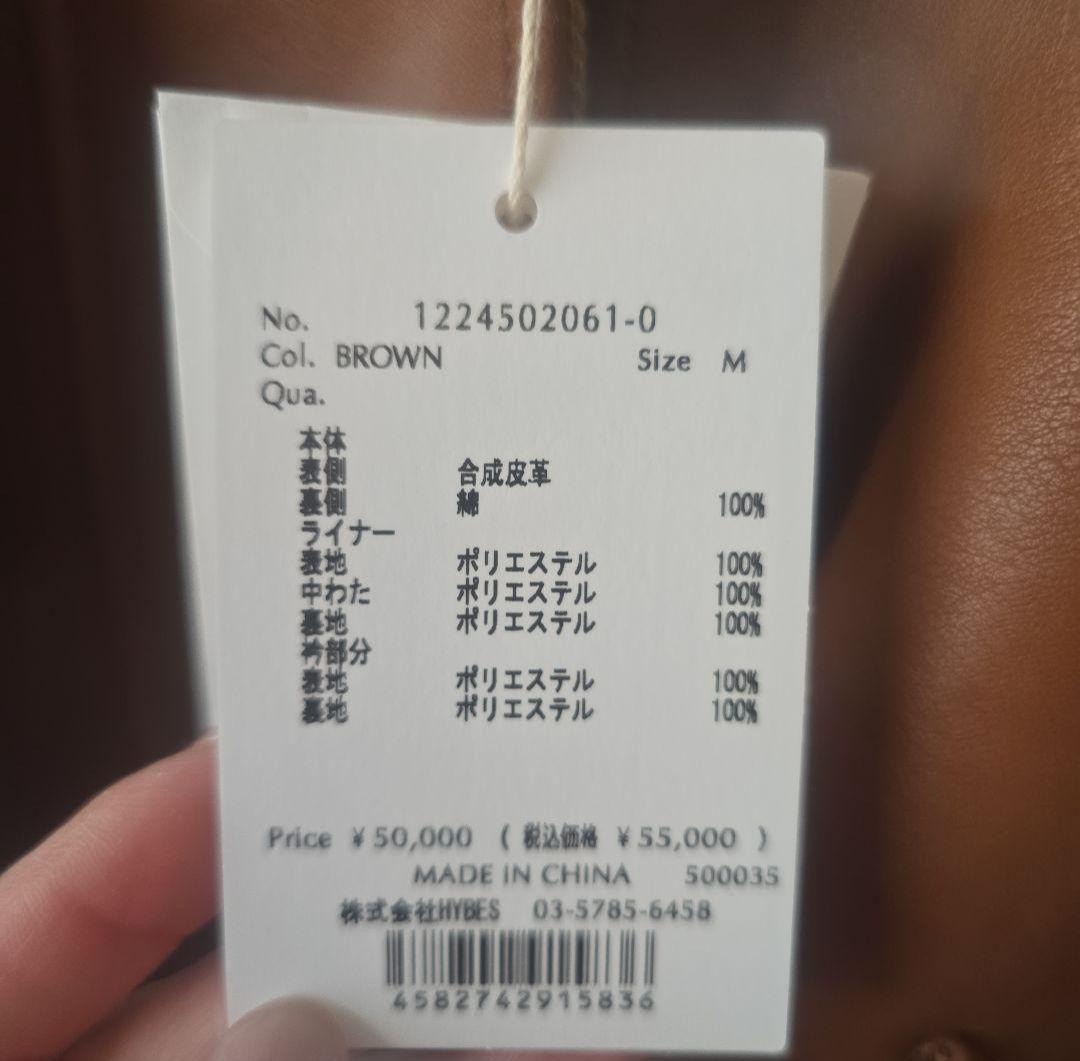 No. 1224502061-0
Col. BROWN Size M
Qua.
本体
表側 合成皮革
裏側 綿 100%
ライナー
表地 ポリエステル 100%
中わた ポリエステル 100%
裏地 ポリエステル 100%
衿部分
表地 ポリエステル 100%
裏地 ポリエステル 100%
Price ¥50,000 ( 税込価格 ¥55,000 )
MADE IN CHINA 500035
株式会社HYBES 03-5785-6458
4582742915836